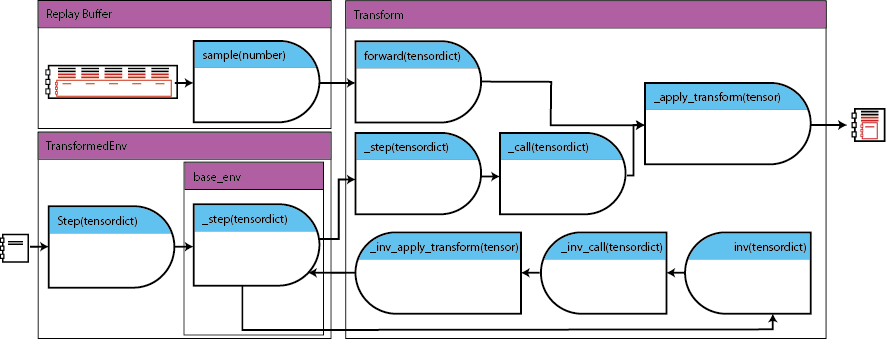 Replay Buffer
Transform
sample(number)
forward(tensordict)
_apply_transform(tensor)
TransformedEnv
_step(tensordict)
_call(tensordict)
base_env
Step(tensordict)
_step(tensordict)
_inv_apply_transform(tensor)
_inv_call(tensordict)
inv(tensordict)